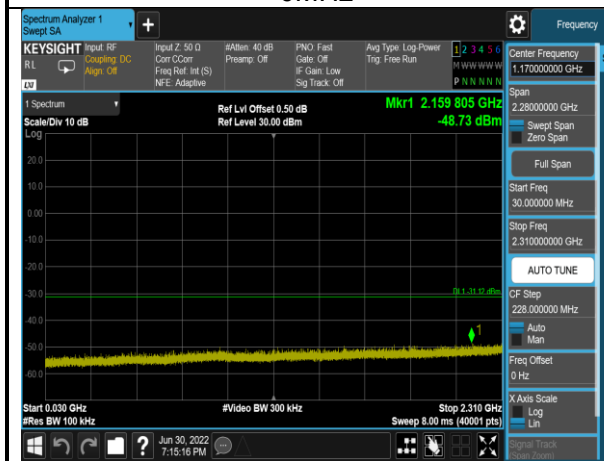 Spectrum Analyzer 1
Swept SA
+
Frequency
KEYSIGHT
RL
Input: RF
Coupling: DC
Align: Off
Input Z: 50 Ω
Corr CCorr
Freq Ref: Int (S)
NFE: Adaptive
#Atten: 40 dB
Preamp: Off
PNO: Fast
Gate: Off
IF Gain: Low
Sig Track: Off
Avg Type: Log-Power
Trig: Free Run
1 2 3 4 5 6
M W W W W W
P N N N N N
1 Spectrum
Scale/Div 10 dB
Log
Ref Lvl Offset 0.50 dB
Ref Level 30.00 dBm
Mkr1 2.159 805 GHz
-48.73 dBm
20.0
10.0
0.00
-10.0
-20.0
-30.0
DL1 -31.12 dBm
-40.0
1
-50.0
-60.0
Start 0.030 GHz
#Res BW 100 kHz
#Video BW 300 kHz
Stop 2.310 GHz
Sweep 8.00 ms (40001 pts)
?
Jun 30, 2022
7:15:16 PM
Center Frequency
1.170000000 GHz
Span
2.28000000 GHz
Swept Span
Zero Span
Full Span
Start Freq
30.000000 MHz
Stop Freq
2.310000000 GHz
AUTO TUNE
CF Step
228.000000 MHz
Auto
Man
Freq Offset
0 Hz
X Axis Scale
Log
Lin
Signal Track
(Span Zoom)